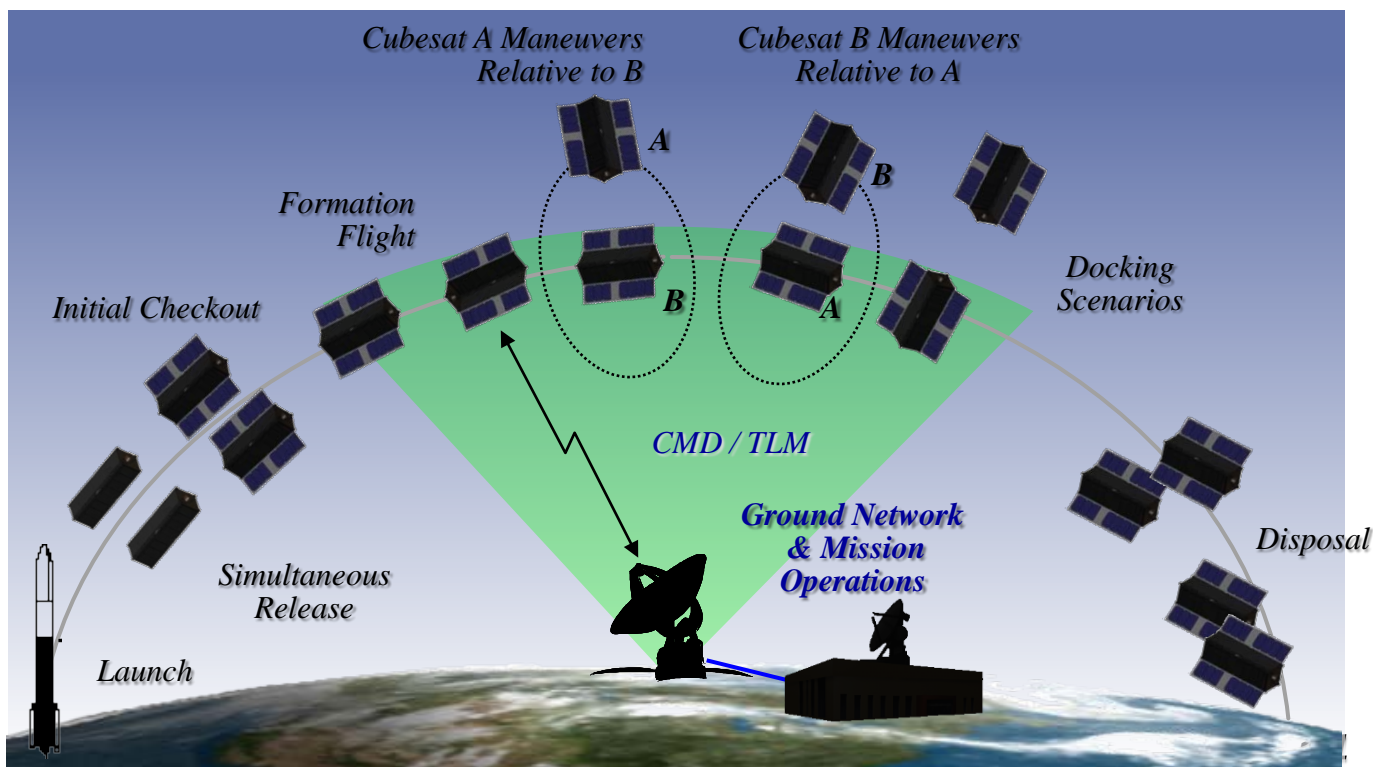 Cubesat A Maneuvers
Relative to B
Cubesat B Maneuvers
Relative to A
A
B
Formation
Flight
B
A
Docking
Scenarios
Initial Checkout
CMD / TLM
Ground Network
& Mission
Operations
Disposal
Simultaneous
Release
Launch